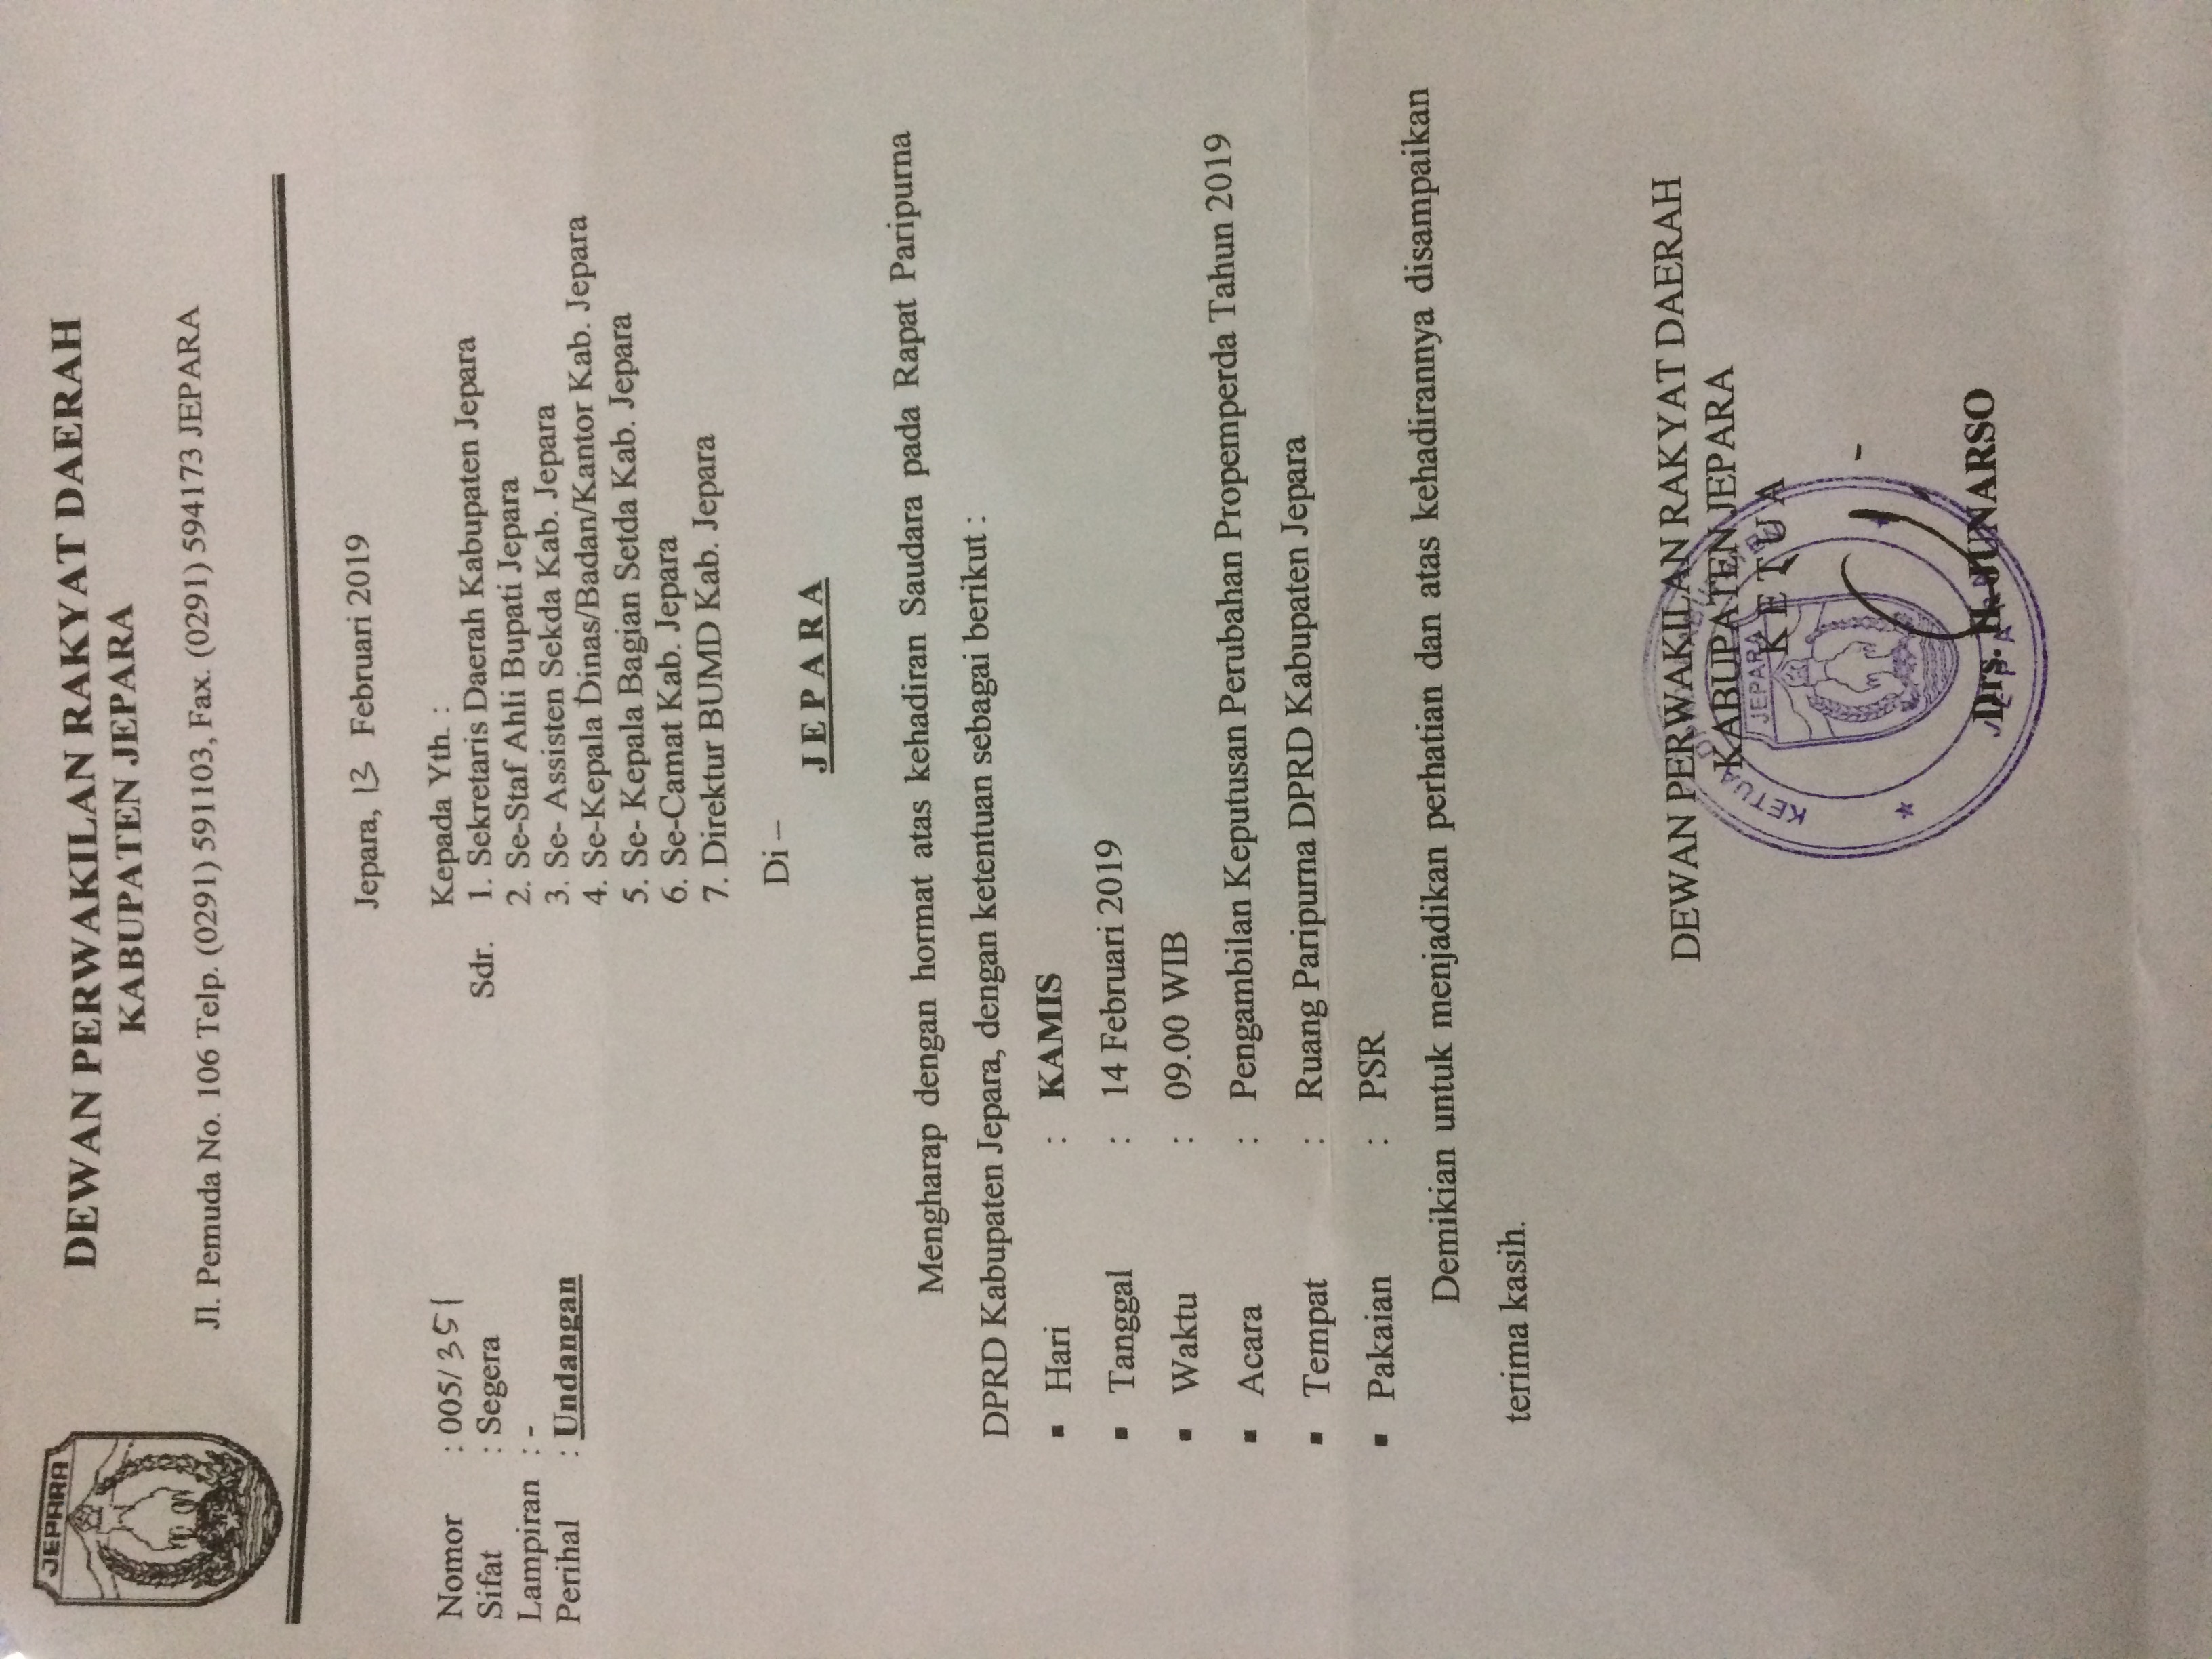 JEPARA
DEWAN PERWAKILAN RAKYAT DAERAH
KABUPATEN JEPARA
Jl. Pemuda No. 106 Telp. (0291) 591103, Fax. (0291) 594173 JEPARA
Jepara, 13 Februari 2019
Nomor : 005/351
Sifat : Segera
Lampiran : -
Perihal : Undangan
Kepada Yth. :
Sdr. 1. Sekretaris Daerah Kabupaten Jepara
2. Se-Staf Ahli Bupati Jepara
3. Se- Assisten Sekda Kab. Jepara
4. Se-Kepala Dinas/Badan/Kantor Kab. Jepara
5. Se- Kepala Bagian Setda Kab. Jepara
6. Se-Camat Kab. Jepara
7. Direktur BUMD Kab. Jepara
Di –
J E P A R A
Mengharap dengan hormat atas kehadiran Saudara pada Rapat Paripurna
DPRD Kabupaten Jepara, dengan ketentuan sebagai berikut :
▪ Hari : KAMIS
▪ Tanggal : 14 Februari 2019
▪ Waktu : 09.00 WIB
▪ Acara : Pengambilan Keputusan Perubahan Propemperda Tahun 2019
▪ Tempat : Ruang Paripurna DPRD Kabupaten Jepara
▪ Pakaian : PSR
Demikian untuk menjadikan perhatian dan atas kehadirannya disampaikan
terima kasih.
DEWAN PERWAKILAN RAKYAT DAERAH
KABUPATEN JEPARA
K E T U A
KETUA
JEPARA
Drs. H. JUNARSO